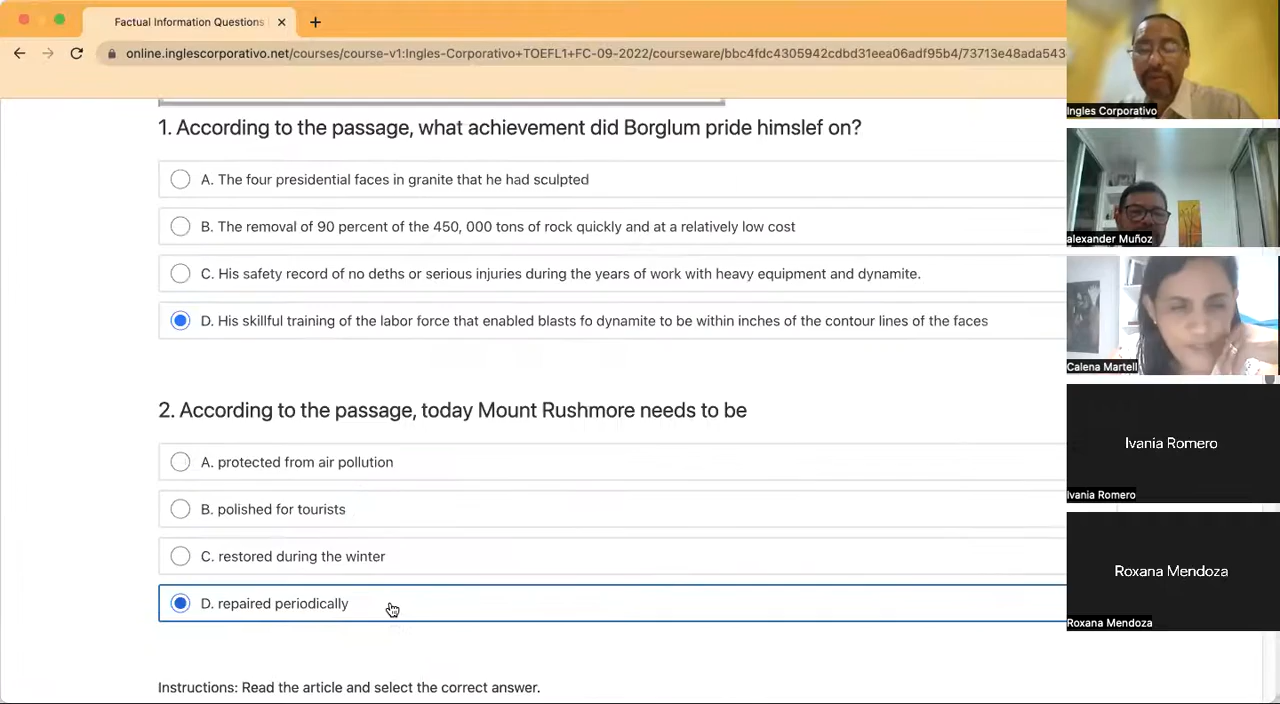 Factual Information Questions
online.inglescorporativo.net/courses/course-v1:Ingles-Corporativo+TOEFL1+FC-09-2022/courseware/bbc4fdc4305942cdbd31eea06adf95b4/73713e48ada543
1. According to the passage, what achievement did Borglum pride himslef on?
A. The four presidential faces in granite that he had sculpted
B. The removal of 90 percent of the 450, 000 tons of rock quickly and at a relatively low cost
C. His safety record of no deths or serious injuries during the years of work with heavy equipment and dynamite.
D. His skillful training of the labor force that enabled blasts fo dynamite to be within inches of the contour lines of the faces
2. According to the passage, today Mount Rushmore needs to be
A. protected from air pollution
B. polished for tourists
C. restored during the winter
D. repaired periodically
Instructions: Read the article and select the correct answer.
Ingles Corporativo
alexander Muñoz
Calena Martell
Ivania Romero
Ivania Romero
Roxana Mendoza
Roxana Mendoza